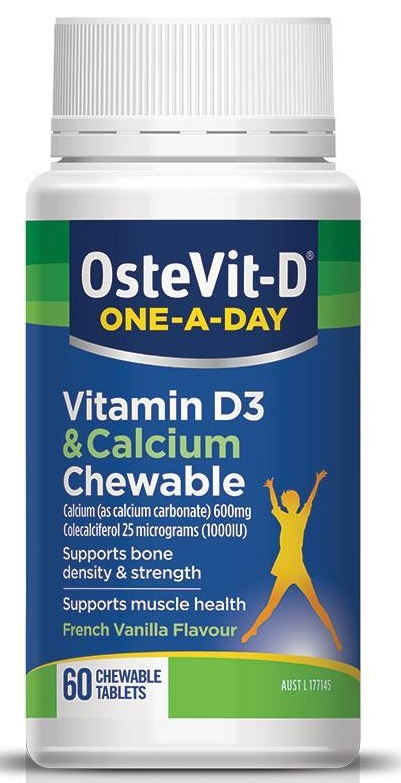 OsteVit-D®
ONE-A-DAY
Vitamin D3
& Calcium
Chewable
Calcium (as calcium carbonate) 600mg
Colecalciferol 25 micrograms (1000IU)
Supports bone
density & strength
Supports muscle health
French Vanilla Flavour
60 CHEWABLE
TABLETS
AUST L 177145